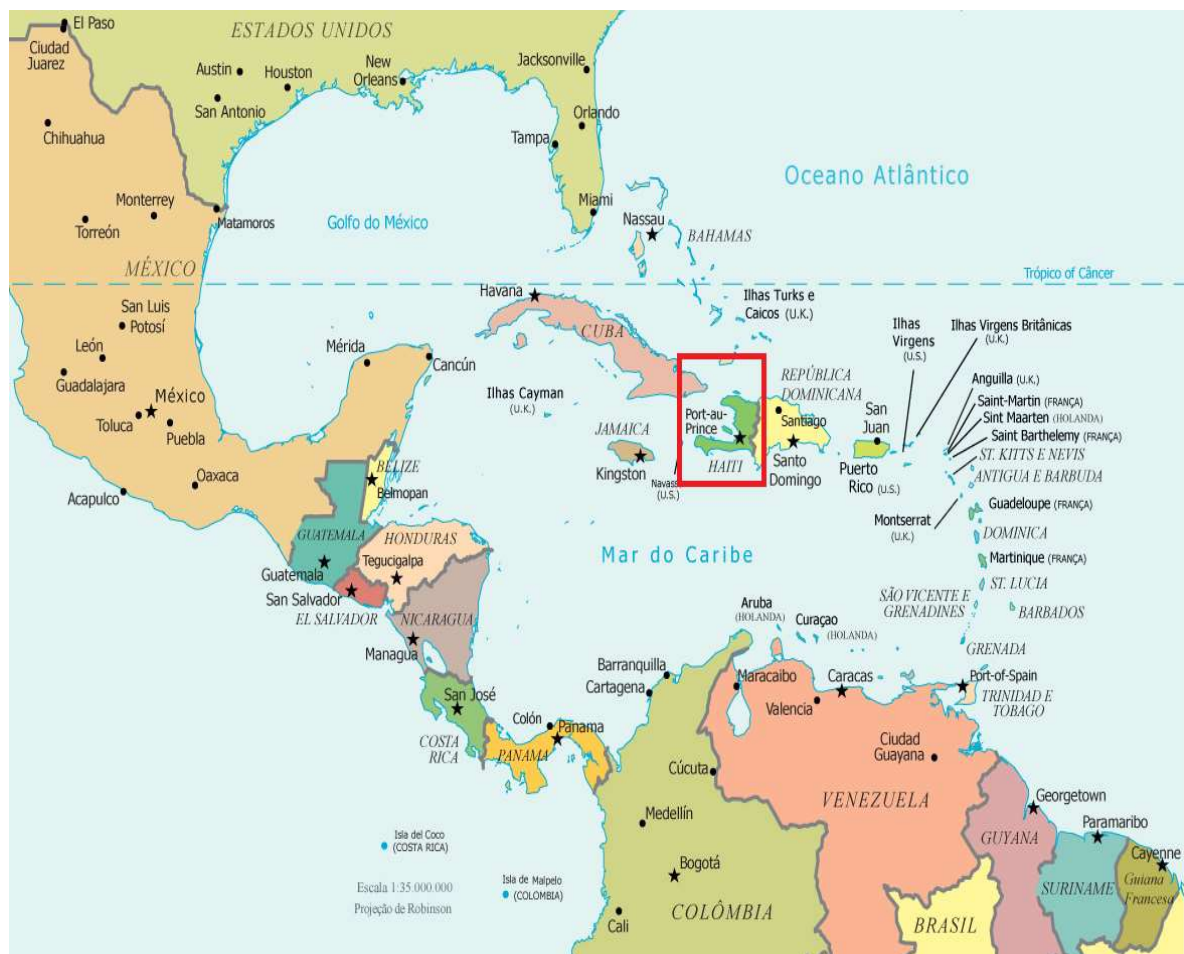 El Paso
Ciudad
Juarez
ESTADOS UNIDOS
Austin
Houston
New
Orleans
Jacksonville
San Antonio
Chihuahua
Orlando
Tampa
Oceano Atlântico
Monterrey
Torreón
Matamoros
Golfo do México
Miami
Nassau
BAHAMAS
MÉXICO
Trópico of Câncer
Havana
CUBA
Ilhas Turks e
Caicos (U.K.)
San Luis
Potosí
León
Guadalajara
Mérida
Cancún
Ilhas
Virgens
(U.S.)
Ilhas Virgens Britânicas
(U.K.)
México
Toluca
Puebla
Ilhas Cayman
(U.K.)
REPÚBLICA
DOMINICANA
Anguilla (U.K.)
Saint-Martin (FRANÇA)
Sint Maarten (HOLANDA)
Saint Barthelemy (FRANÇA)
ST. KITTS E NEVIS
ANTIGUA E BARBUDA
JAMAICA
Kingston
Port-au-
Prince
HAITI
Santiago
Santo
Domingo
San
Juan
Puerto
Rico (U.S.)
Navass
(U.S.)
Oaxaca
Acapulco
BELIZE
Belmopan
Montserrat
(U.K.)
Guadeloupe (FRANÇA)
DOMINICA
Martinique (FRANÇA)
GUATEMALA
Guatemala
HONDURAS
Tegucigalpa
Mar do Caribe
San Salvador
EL SALVADOR
NICARAGUA
Managua
ST. LUCIA
SÃO VICENTE E
GRENADINES
BARBADOS
Aruba
(HOLANDA)
Curaçao
(HOLANDA)
GRENADA
Barranquilla
Cartagena
Maracaibo
Caracas
Valencia
Port-of-Spain
TRINIDAD E
TOBAGO
San José
COSTA
RICA
Colón
Panama
PANAMA
Cúcuta
Ciudad
Guayana
VENEZUELA
Medellín
Georgetown
GUYANA
Paramaribo
SURINAME
Cayenne
Guiana
Francesa
Isla del Coco
(COSTA RICA)
Escala 1:35.000.000
Projeção de Robinson
Isla de Malpelo
(COLOMBIA)
Bogotá
COLÔMBIA
Cali
BRASIL